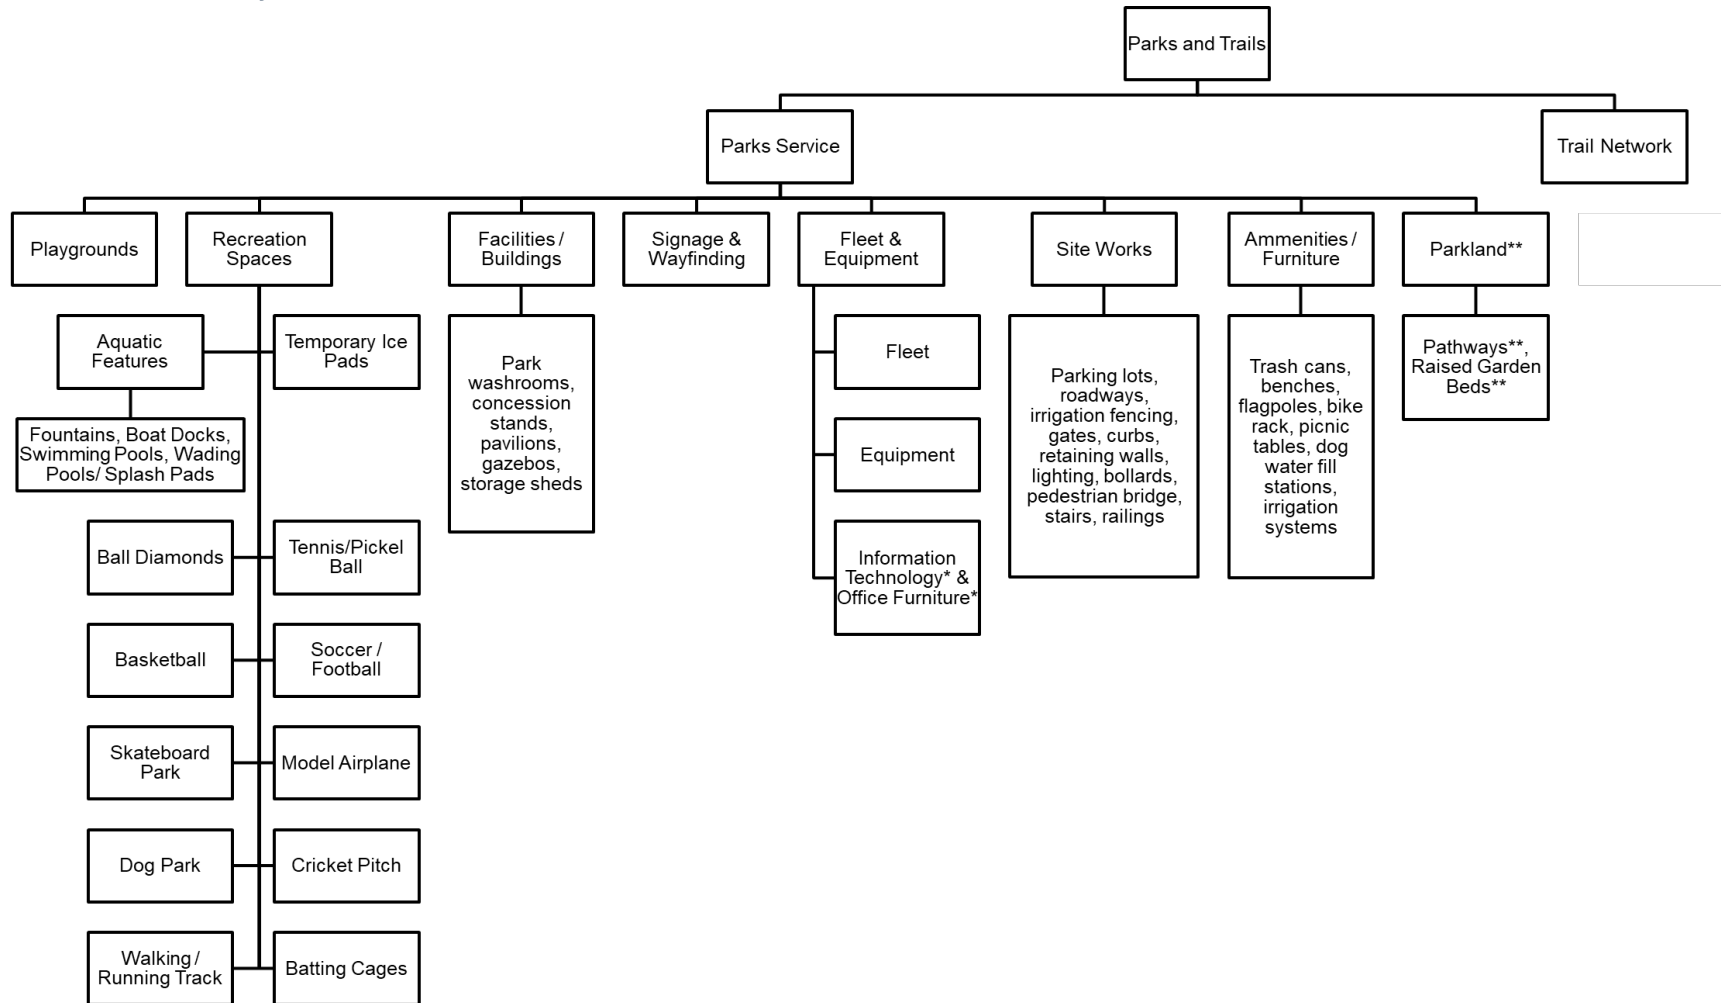 Parks and Trails
Parks Service
Trail Network
Playgrounds
Recreation
Spaces
Facilities /
Buildings
Signage &
Wayfinding
Fleet &
Equipment
Site Works
Ammenities /
Furniture
Parkland**
Aquatic
Features
Temporary Ice
Pads
Fountains, Boat Docks,
Swimming Pools, Wading
Pools/ Splash Pads
Ball Diamonds
Tennis/Pickel
Ball
Basketball
Soccer /
Football
Skateboard
Park
Model Airplane
Dog Park
Cricket Pitch
Walking /
Running Track
Batting Cages
Park
washrooms,
concession
stands,
pavilions,
gazebos,
storage sheds
Fleet
Equipment
Information
Technology* &
Office Furniture*
Parking lots,
roadways,
irrigation fencing,
gates, curbs,
retaining walls,
lighting, bollards,
pedestrian bridge,
stairs, railings
Trash cans,
benches,
flagpoles, bike
rack, picnic
tables, dog
water fill
stations,
irrigation
systems
Pathways**,
Raised Garden
Beds**